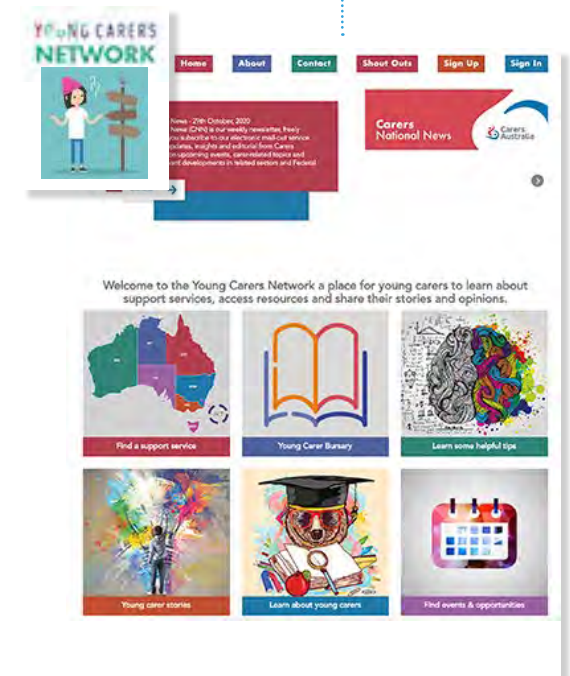 YOUNG CARERS
NETWORK
Home
About
Contact
Shout Outs
Sign Up
Sign In
News - 29th October, 2020
News (CNN) is our weekly newsletter, freely
you subscribe to our electronic mail-out service
updates, insights and editorial from Carers
on upcoming events, carer-related topics and
developments in related sectors and Federal
Carers
National News
Carers
Australia
Welcome to the Young Carers Network a place for young carers to learn about
support services, access resources and share their stories and opinions.
Find a support service
Young Carer Bursary
Learn some helpful tips
Young carer stories
Learn about young carers
Find events & opportunities